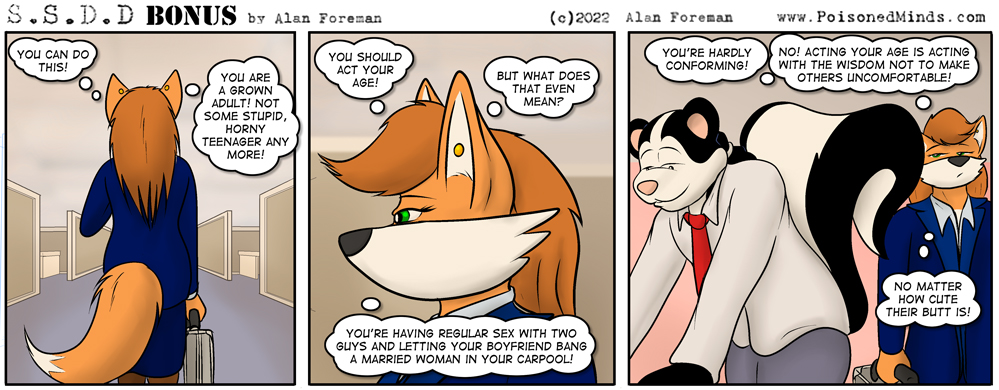 S.S.D.D BONUS by Alan Foreman (c)2022 Alan Foreman www.PoisonedMinds.com
YOU CAN DO
THIS!
YOU ARE
A GROWN
ADULT! NOT
SOME STUPID,
HORNY
TEENAGER ANY
MORE!
YOU SHOULD
ACT YOUR
AGE!
BUT WHAT DOES
THAT EVEN
MEAN?
YOU'RE HAVING REGULAR SEX WITH TWO
GUYS AND LETTING YOUR BOYFRIEND BANG
A MARRIED WOMAN IN YOUR CARPOOL!
YOU'RE HARDLY
CONFORMING!
NO! ACTING YOUR AGE IS ACTING
WITH THE WISDOM NOT TO MAKE
OTHERS UNCOMFORTABLE!
NO MATTER
HOW CUTE
THEIR BUTT IS!